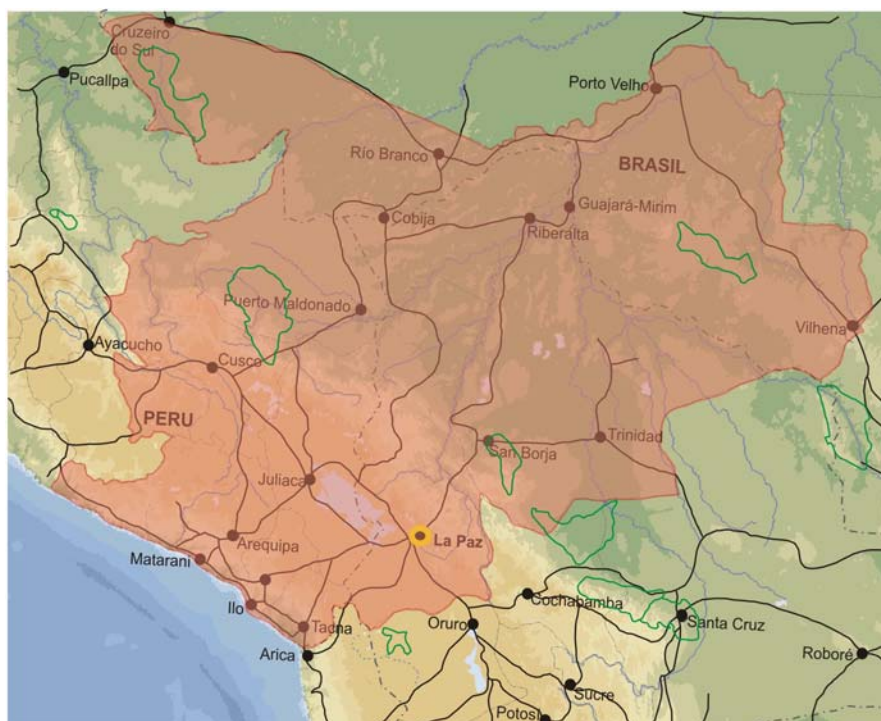 Cruzeiro
do Sul
Pucallpa
Porto Velho
Río Branco
BRASIL
Cobija
Guajará-Mirim
Riberalta
Puerto Maldonado
Vilhena
Ayacucho
Cusco
PERU
Trinidad
San Borja
Juliaca
Arequipa
La Paz
Matarani
Ilo
Cochabamba
Tacna
Oruro
Santa Cruz
Arica
Roboré
Sucre
Potosí